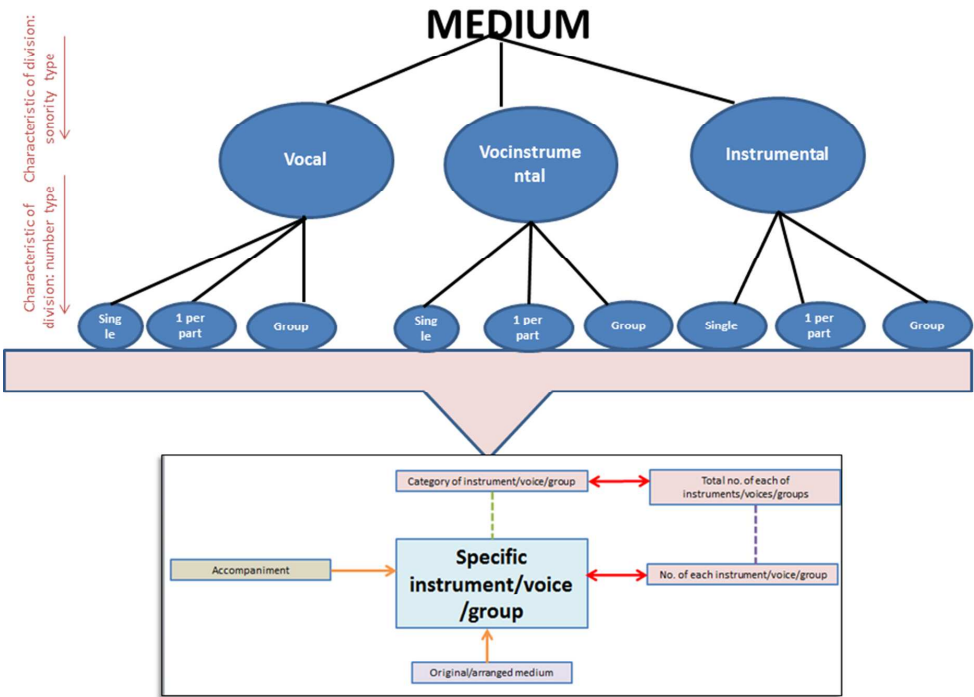 MEDIUM
Characteristic of division:
sonority type
Vocal
Vocinstrume
ntal
Instrumental
Characteristic of
division: number type
Sing
le
1 per
part
Group
Sing
le
1 per
part
Group
Single
1 per
part
Group
Category of instrument/voice/group
Total no. of each of
instruments/voices/groups
Accompaniment
Specific
instrument/voice
/group
No. of each instrument/voice/group
Original/arranged medium